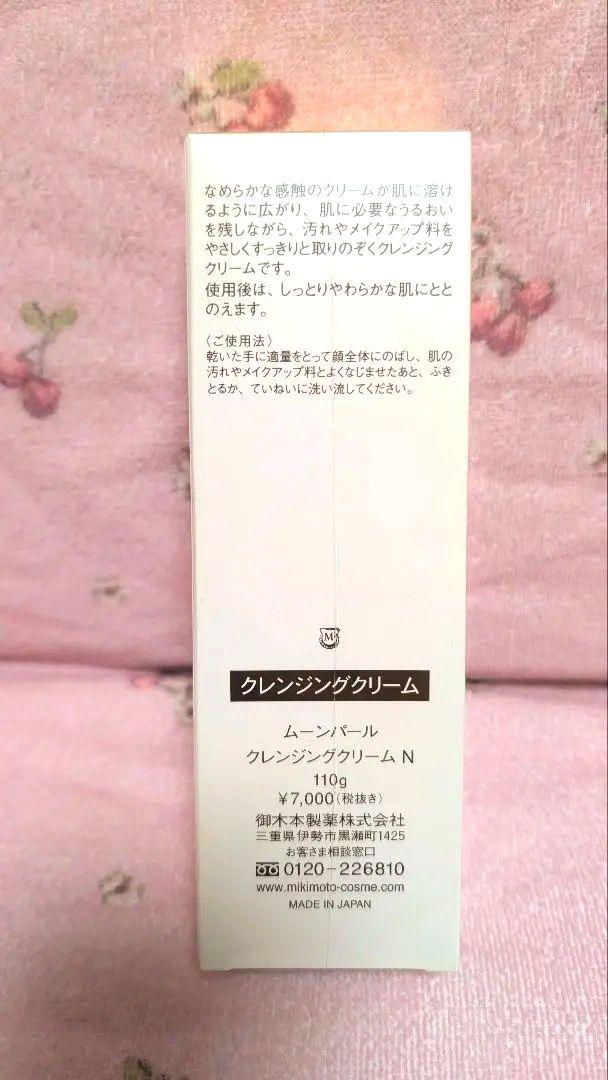 なめらかな感触のクリームが肌に溶け
るように広がり、肌に必要なうるおい
を残しながら、汚れやメイクアップ料を
やさしくすっきりと取りのぞくクレンジング
クリームです。
使用後は、しっとりやわらかな肌にとと
のえます。
〈ご使用法〉
乾いた手に適量をとって顔全体にのばし、肌の
汚れやメイクアップ料とよくなじませたあと、ふき
とるか、ていねいに洗い流してください。
M
クレンジングクリーム
ムーンパール
クレンジングクリーム N
110g
¥7,000(税抜き)
御木本製薬株式会社
三重県伊勢市黒瀬町1425
お客さま相談窓口
0120-226810
www.mikimoto-cosme.com
MADE IN JAPAN